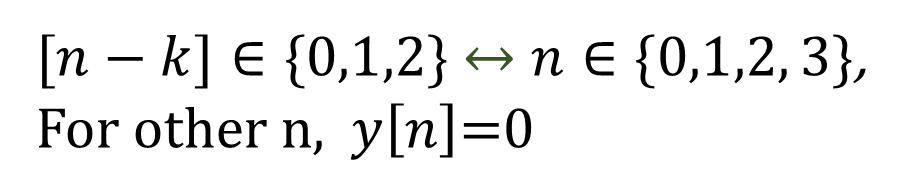 [n − k] ∈ {0,1,2} ↔ n ∈ {0,1,2, 3},
For other n, y[n]=0